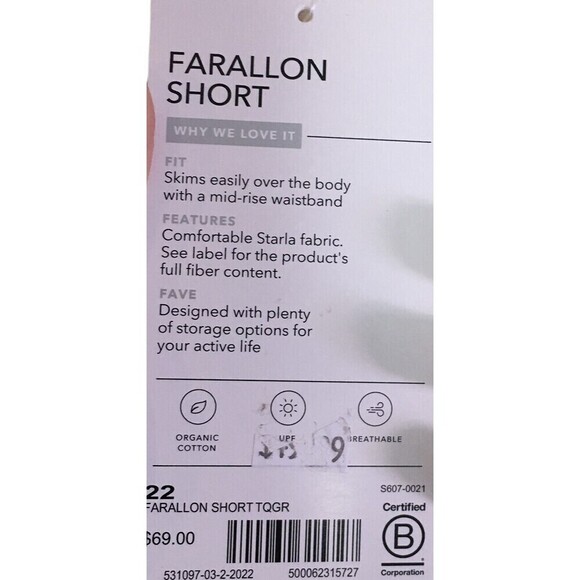 FARALLON
SHORT
WHY WE LOVE IT
FIT
Skims easily over the body
with a mid-rise waistband
FEATURES
Comfortable Starla fabric.
See label for the product's
full fiber content.
FAVE
Designed with plenty
of storage options for
your active life
ORGANIC
COTTON
UPF
BREATHABLE
22
S607-0021
FARALLON SHORT TQGR
$69.00
Certified
B
Corporation
531097-03-2-2022
500062315727